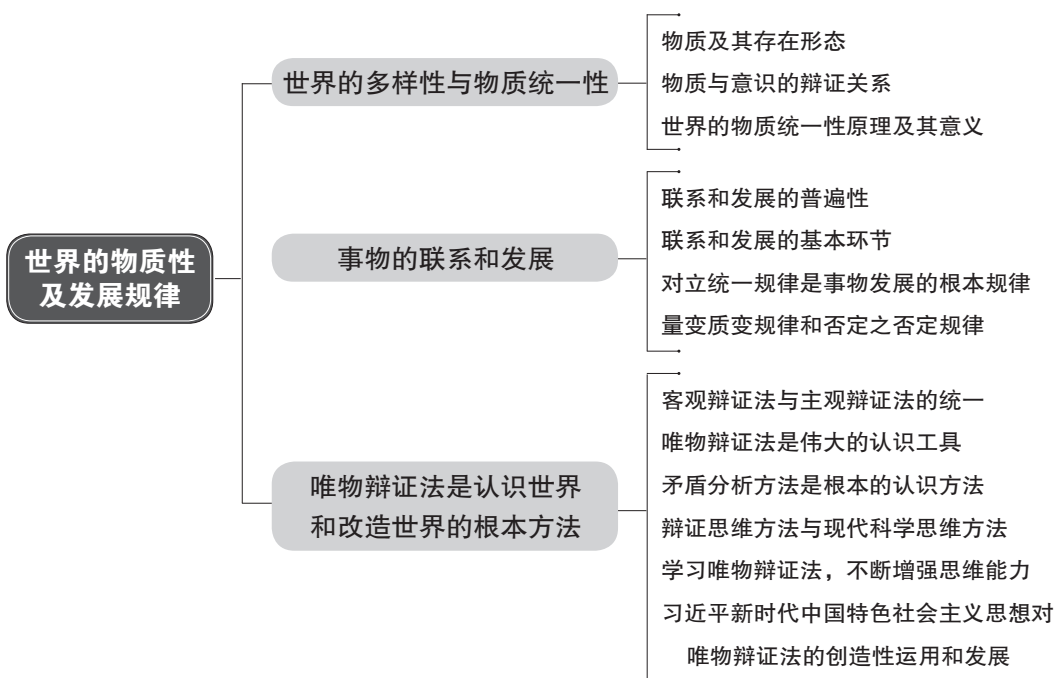 世界的物质性
及发展规律
世界的多样性与物质统一性
物质及其存在形态
物质与意识的辩证关系
世界的物质统一性原理及其意义
事物的联系和发展
联系和发展的普遍性
联系和发展的基本环节
对立统一规律是事物发展的根本规律
量变质变规律和否定之否定规律
唯物辩证法是认识世界
和改造世界的根本方法
客观辩证法与主观辩证法的统一
唯物辩证法是伟大的认识工具
矛盾分析方法是根本的认识方法
辩证思维方法与现代科学思维方法
学习唯物辩证法，不断增强思维能力
习近平新时代中国特色社会主义思想对
唯物辩证法的创造性运用和发展